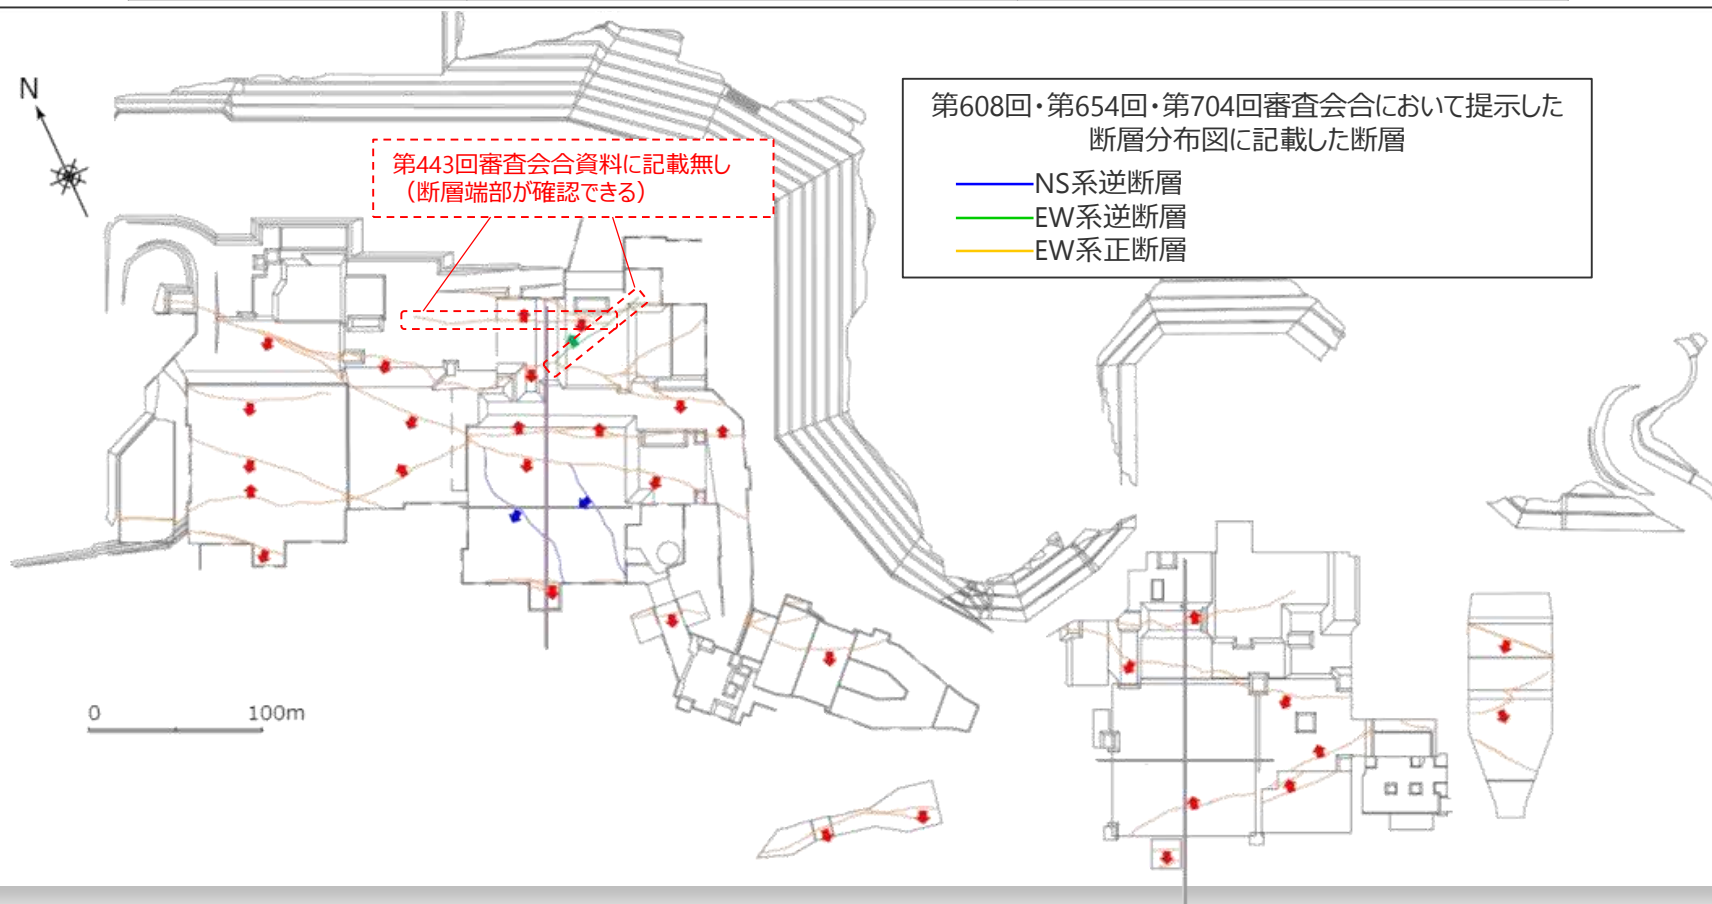 N
第443回審査会合資料に記載無し
（断層端部が確認できる）
第608回・第654回・第704回審査会合において提示した
断層分布図に記載した断層
NS系逆断層
EW系逆断層
EW系正断層
0 100m